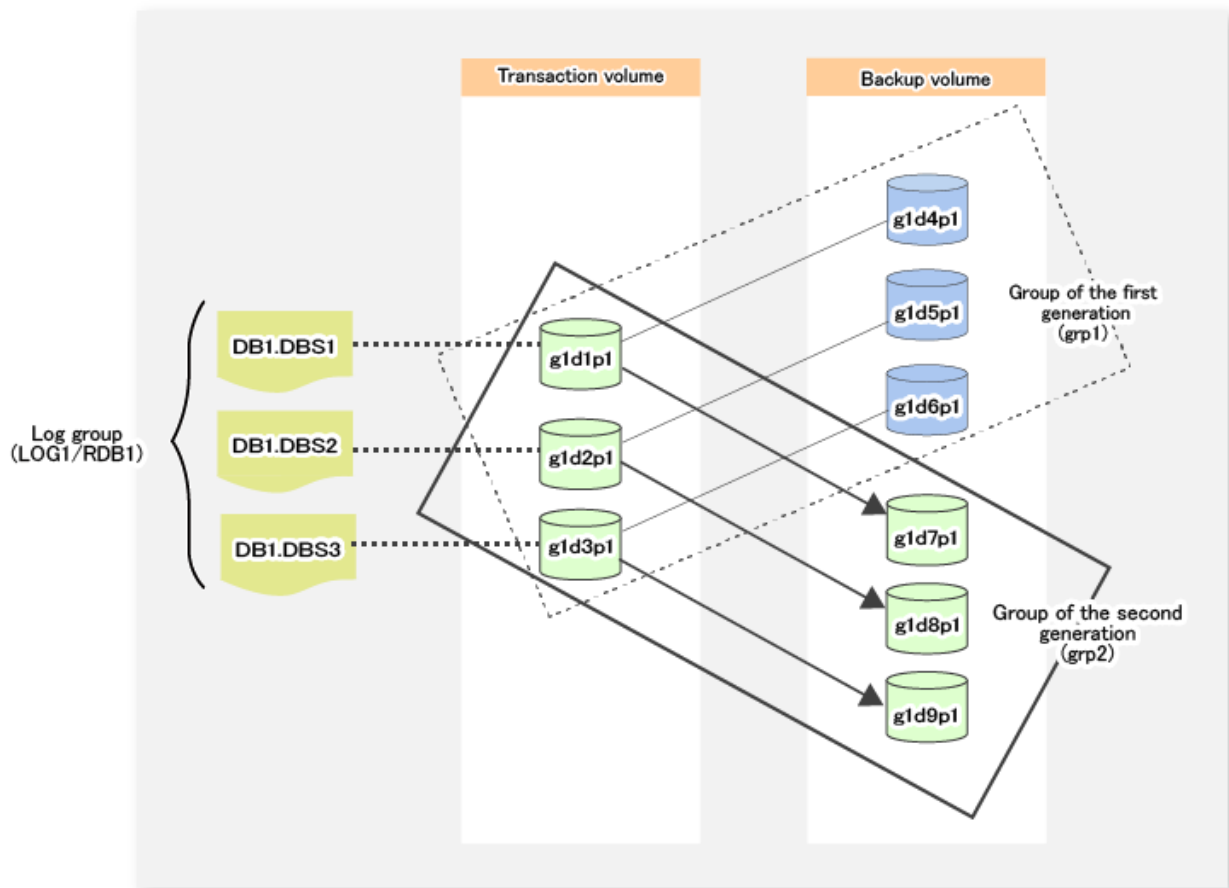 Transaction volume
Backup volume
g1d4p1
g1d5p1
g1d6p1
Group of the first
generation
(grp1)
DB1.DBS1
DB1.DBS2
DB1.DBS3
Log group
(LOG1/RDB1)
g1d1p1
g1d2p1
g1d3p1
g1d7p1
g1d8p1
g1d9p1
Group of the second
generation
(grp2)